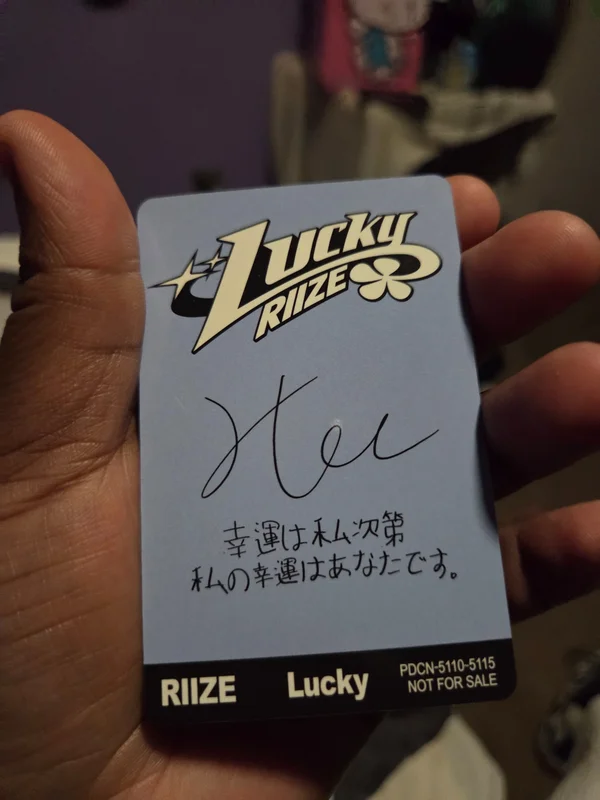 Lucky
RIIZE
幸運は私次第
私の幸運はあなたです。
RIIZE Lucky PDCN-5110-5115
NOT FOR SALE